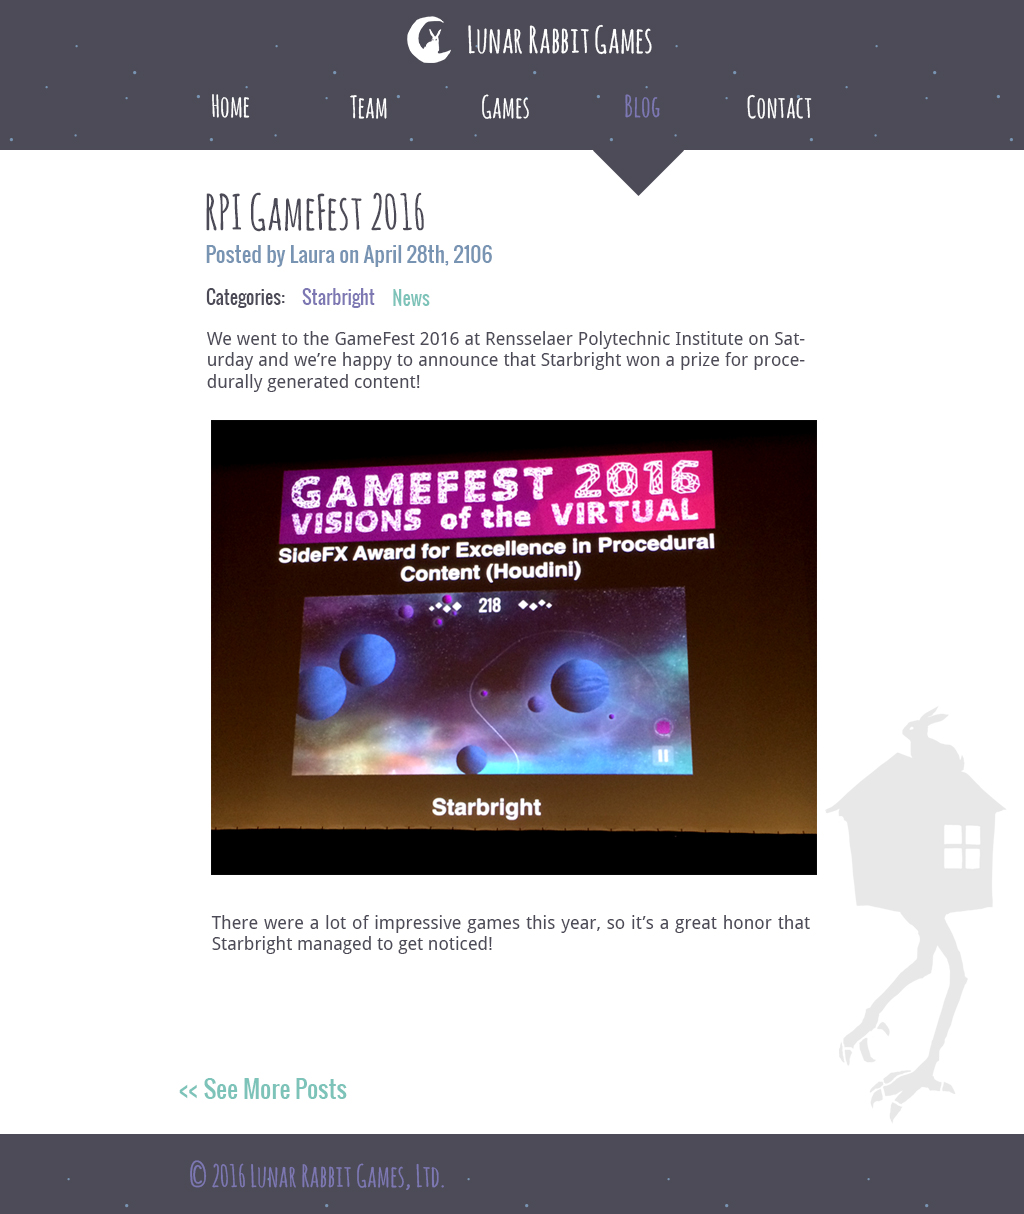 Lunar Rabbit Games
Home Team Games Blog Contact
RPI GameFest 2016
Posted by Laura on April 28th, 2106
Categories: Starbright News
We went to the GameFest 2016 at Rensselaer Polytechnic Institute on Sat-
urday and we’re happy to announce that Starbright won a prize for proce-
durally generated content!
GAMEFEST 2016
VISIONS of the VIRTUAL
SideFX Award for Excellence in Procedural
Content (Houdini)
218
Starbright
There were a lot of impressive games this year, so it’s a great honor that
Starbright managed to get noticed!
<< See More Posts
© 2016 Lunar Rabbit Games, Ltd.